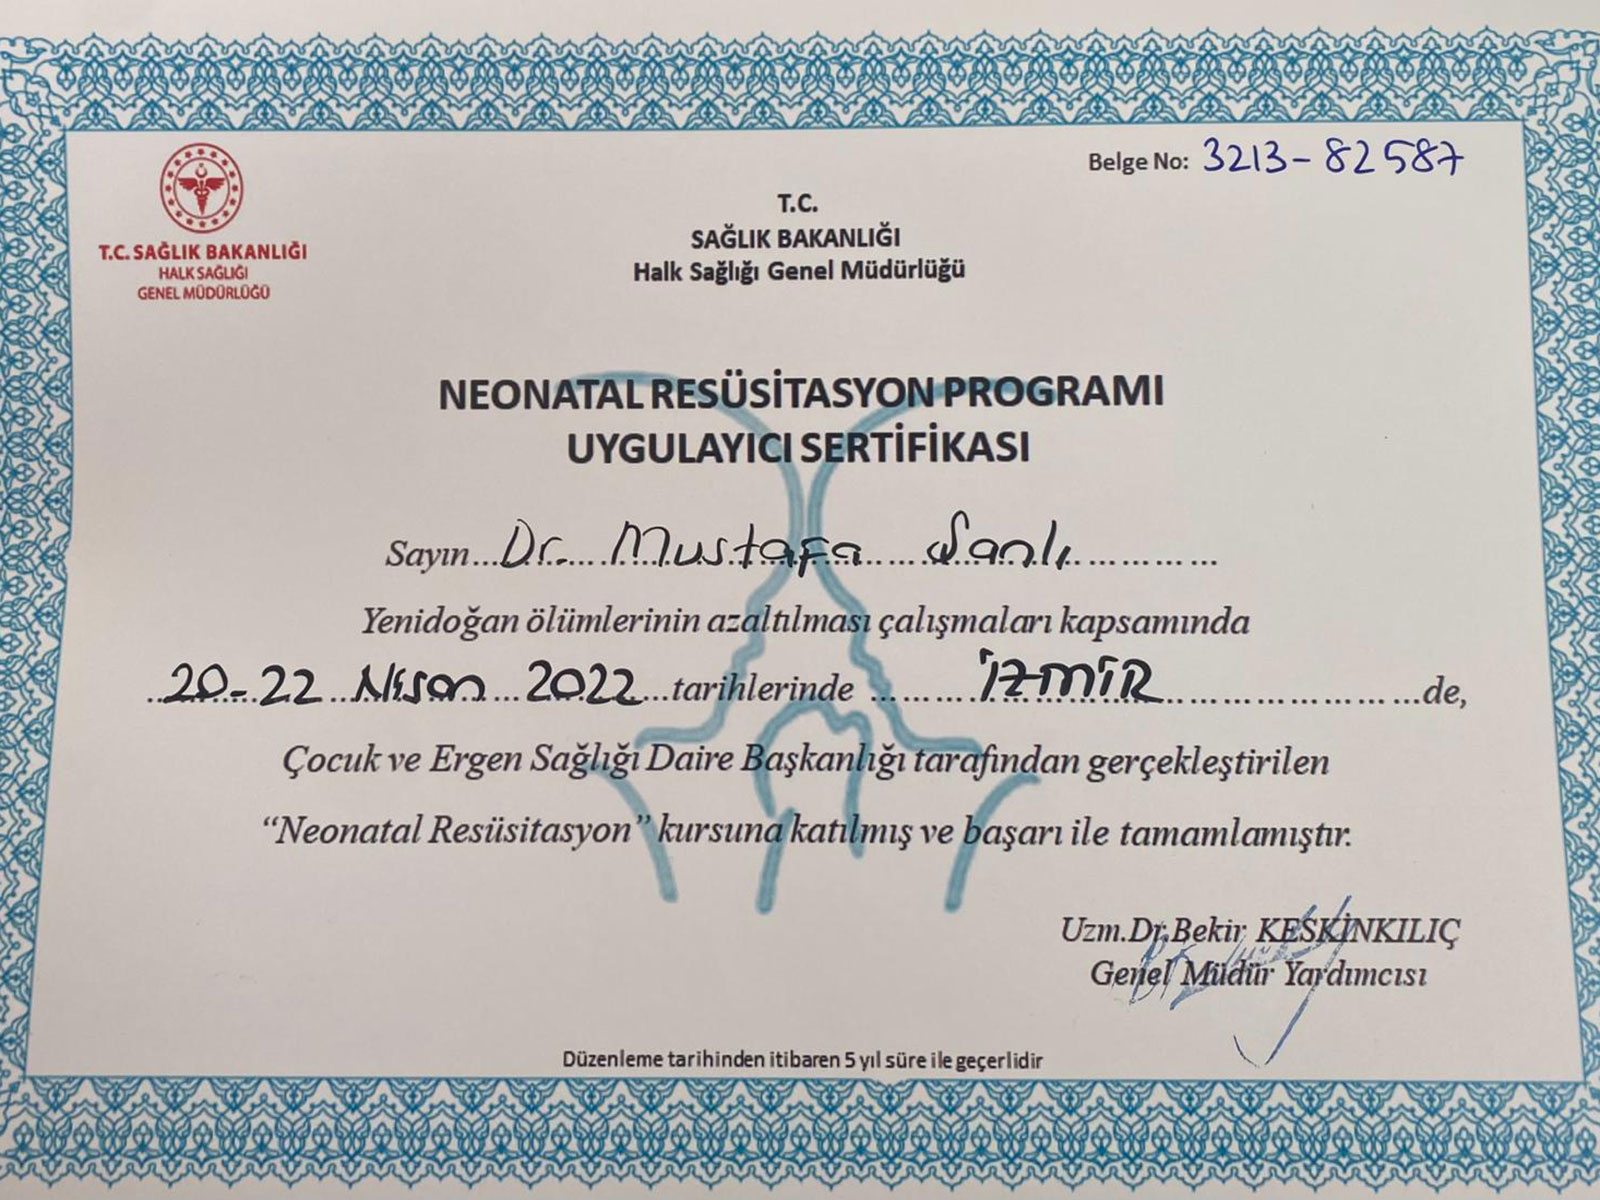 Belge No: 3213-82587
T.C. SAĞLIK BAKANLIĞI
HALK SAĞLIĞI
GENEL MÜDÜRLÜĞÜ
T.C.
SAĞLIK BAKANLIĞI
Halk Sağlığı Genel Müdürlüğü
NEONATAL RESÜSİTASYON PROGRAMI
UYGULAYICI SERTİFİKASI
Sayın...Dr. Mustafa Sanlı...
Yenidoğan ölümlerinin azaltılması çalışmaları kapsamında
20-22 Nisan 2022 tarihlerinde İZMİR de,
Çocuk ve Ergen Sağlığı Daire Başkanlığı tarafından gerçekleştirilen
“Neonatal Resüsitasyon” kursuna katılmış ve başarı ile tamamlamıştır.
Uzm.Dr.Bekir KESKİNKILIÇ
Genel Müdür Yardımcısı
Düzenleme tarihinden itibaren 5 yıl süre ile geçerlidir